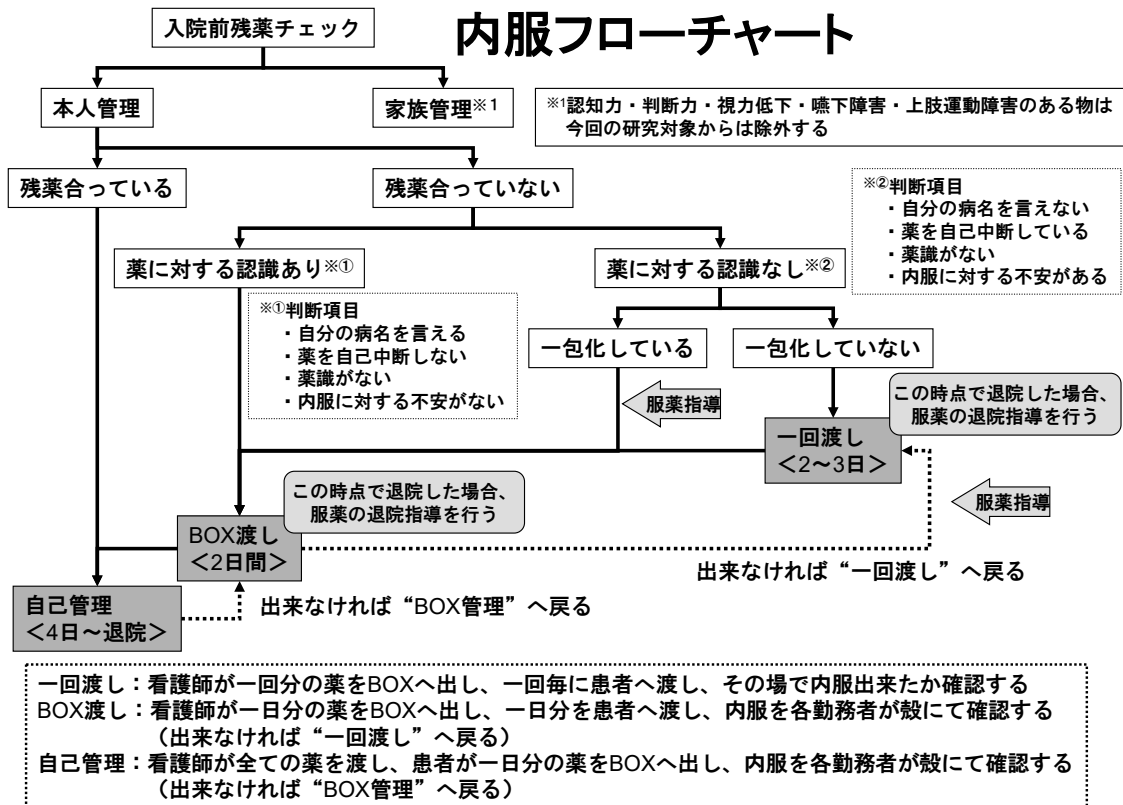 内服フローチャート
入院前残薬チェック
本人管理
家族管理※1
※1認知力・判断力・視力低下・嚥下障害・上肢運動障害のある物は
今回の研究対象からは除外する
残薬合っている
残薬合っていない
※②判断項目
・自分の病名を言えない
・薬を自己中断している
・薬識がない
・内服に対する不安がある
薬に対する認識あり※①
薬に対する認識なし※②
※①判断項目
・自分の病名を言える
・薬を自己中断しない
・薬識がない
・内服に対する不安がない
一包化している
一包化していない
服薬指導
この時点で退院した場合、
服薬の退院指導を行う
一回渡し
＜2～3日＞
この時点で退院した場合、
服薬の退院指導を行う
服薬指導
BOX渡し
＜2日間＞
出来なければ“一回渡し”へ戻る
自己管理
＜4日～退院＞
出来なければ“BOX管理”へ戻る
一回渡し：看護師が一回分の薬をBOXへ出し、一回毎に患者へ渡し、その場で内服出来たか確認する
BOX渡し：看護師が一日分の薬をBOXへ出し、一日分を患者へ渡し、内服を各勤務者が殻にて確認する
（出来なければ“一回渡し”へ戻る）
自己管理：看護師が全ての薬を渡し、患者が一日分の薬をBOXへ出し、内服を各勤務者が殻にて確認する
（出来なければ“BOX管理”へ戻る）